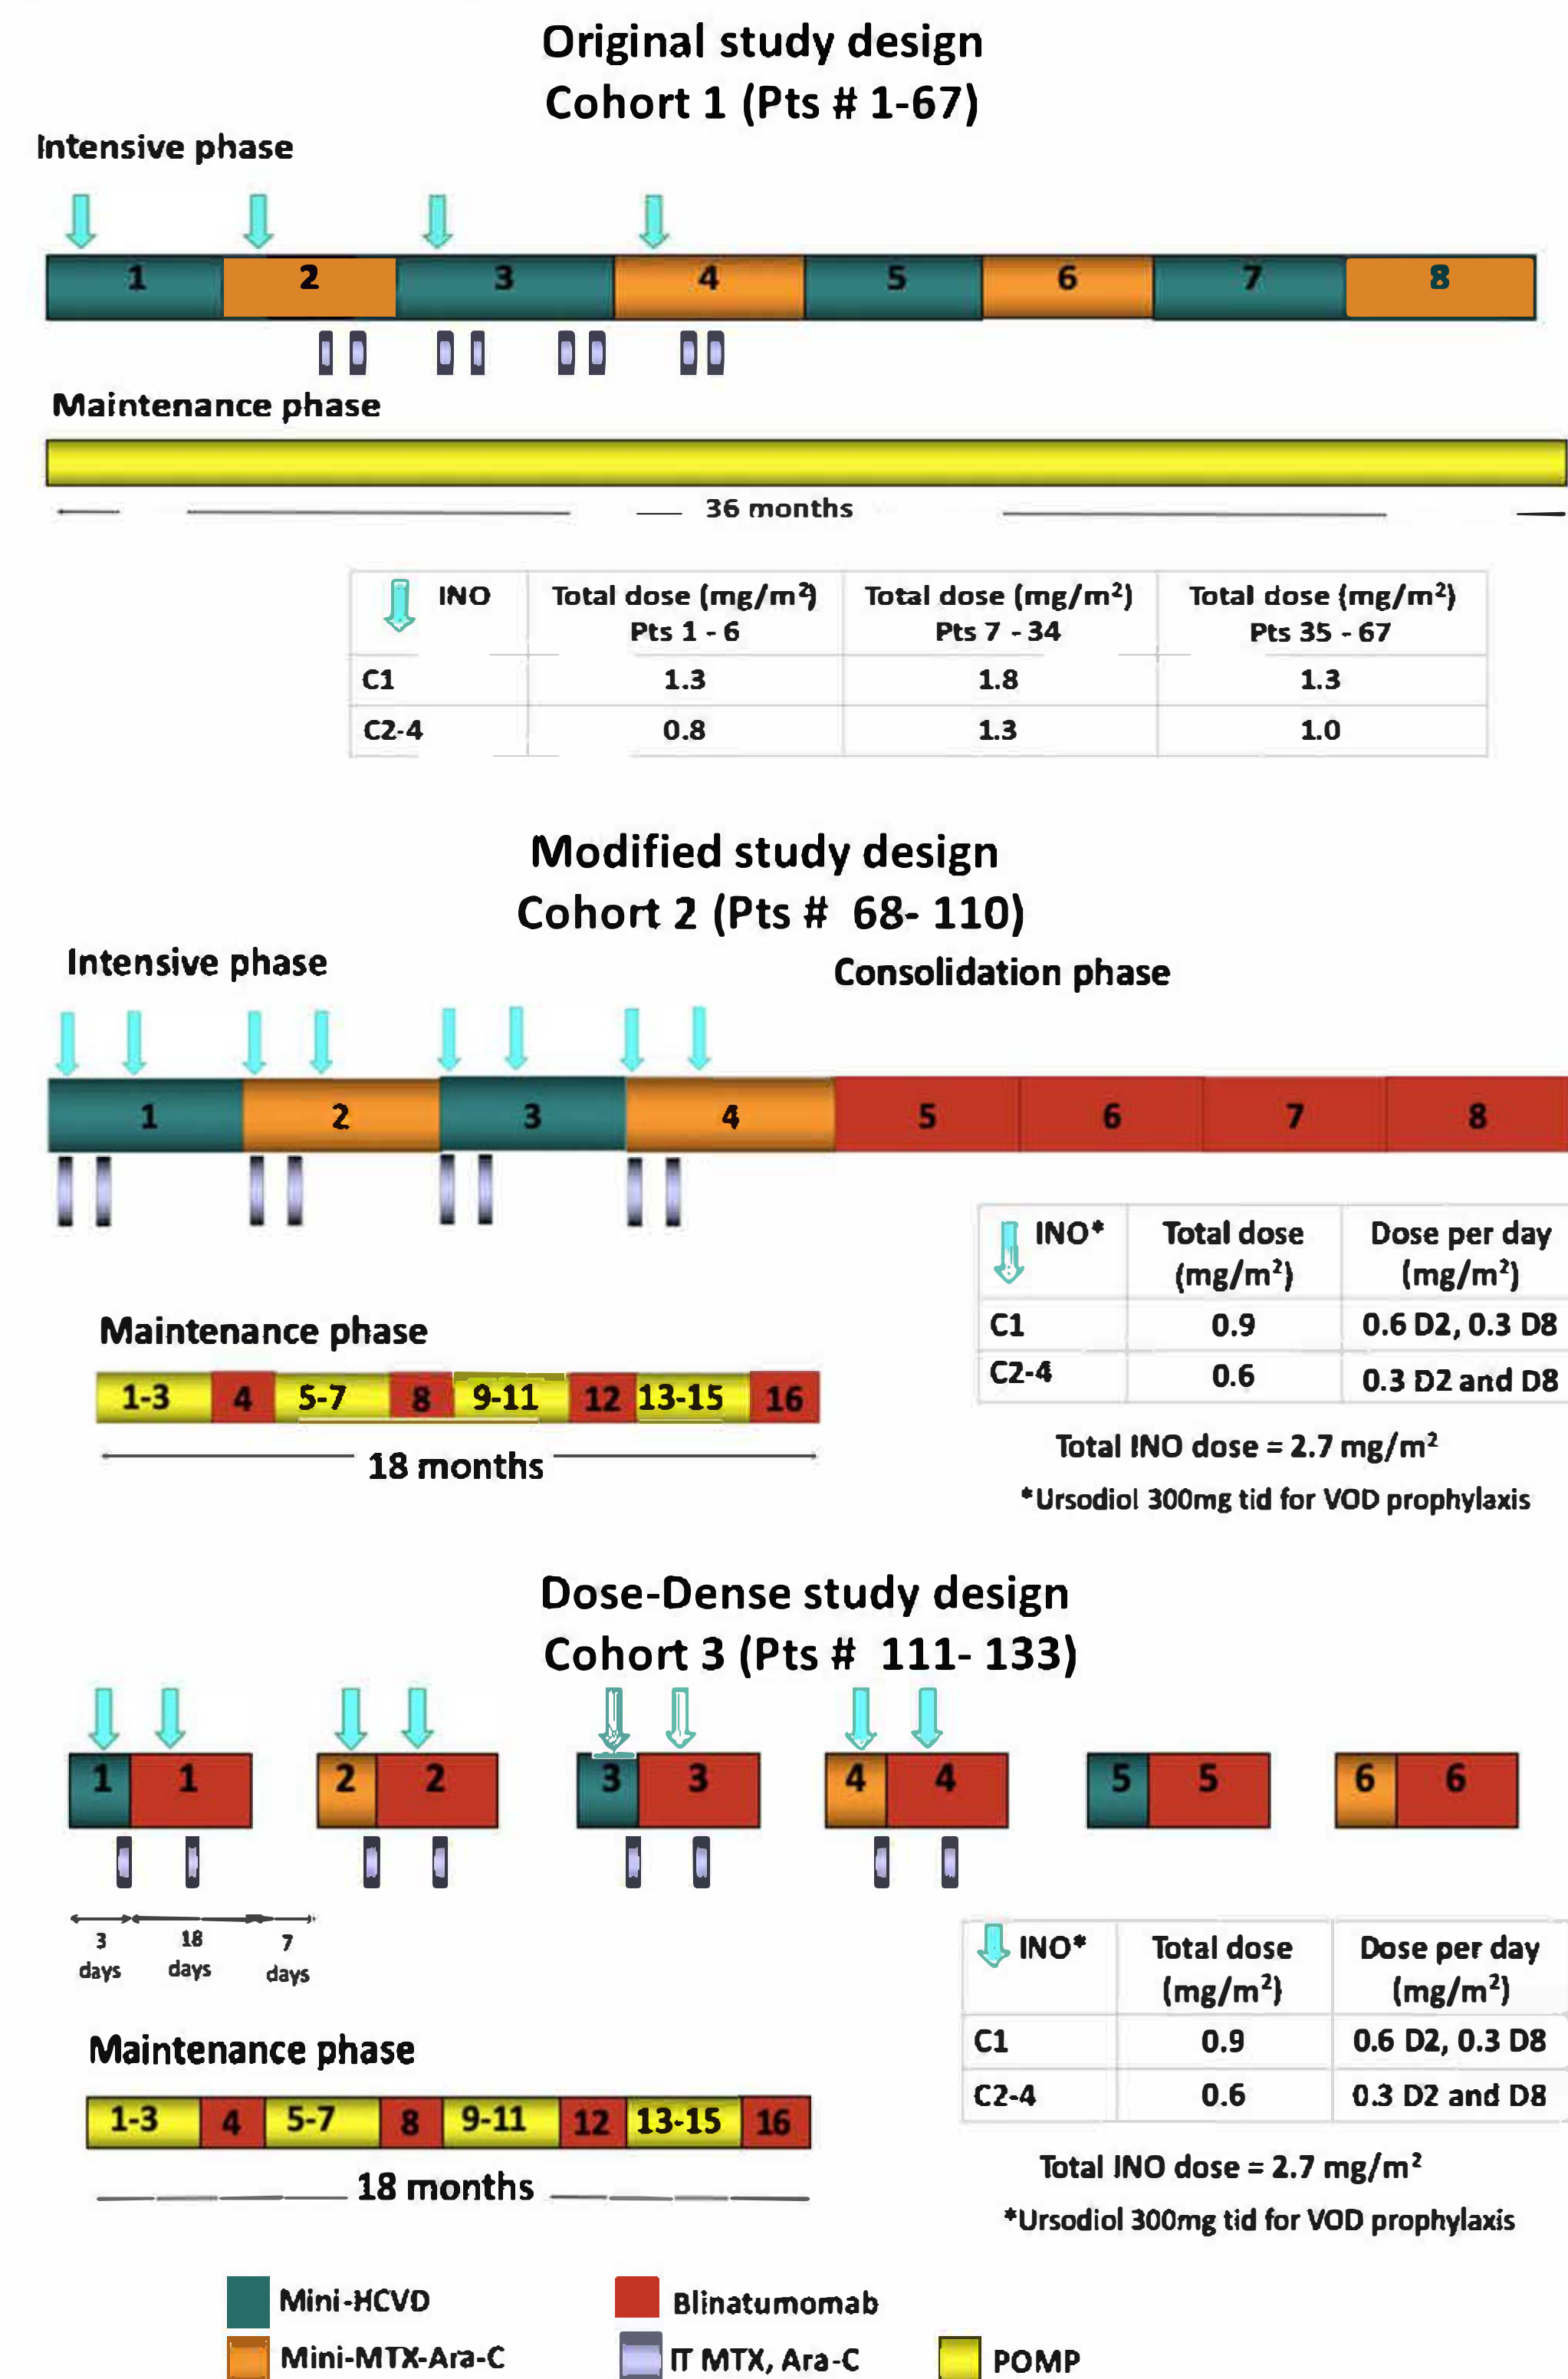 Original study design
Cohort 1 (Pts # 1-67)
Intensive phase
1 2 3 4 5 6 7 8
Maintenance phase
36 months
INO Total dose (mg/m²) Total dose (mg/m²) Total dose (mg/m²)
Pts 1 - 6 Pts 7 - 34 Pts 35 - 67
C1 1.3 1.8 1.3
C2-4 0.8 1.3 1.0
Modified study design
Cohort 2 (Pts # 68- 110)
Intensive phase
Consolidation phase
1 2 3 4 5 6 7 8
INO* Total dose Dose per day
(mg/m²) (mg/m²)
C1 0.9 0.6 D2, 0.3 D8
C2-4 0.6 0.3 D2 and D8
Maintenance phase
1-3 4 5-7 8 9-11 12 13-15 16
18 months
Total INO dose = 2.7 mg/m²
*Ursodiol 300mg tid for VOD prophylaxis
Dose-Dense study design
Cohort 3 (Pts # 111- 133)
1 1 2 2 3 3 4 4 5 5 6 6
3 18 7
days days days
INO* Total dose Dose per day
(mg/m²) (mg/m²)
C1 0.9 0.6 D2, 0.3 D8
C2-4 0.6 0.3 D2 and D8
Maintenance phase
1-3 4 5-7 8 9-11 12 13-15 16
18 months
Total INO dose = 2.7 mg/m²
*Ursodiol 300mg tid for VOD prophylaxis
Mini-HCVD Blinatumomab
Mini-MTX-Ara-C IT MTX, Ara-C POMP